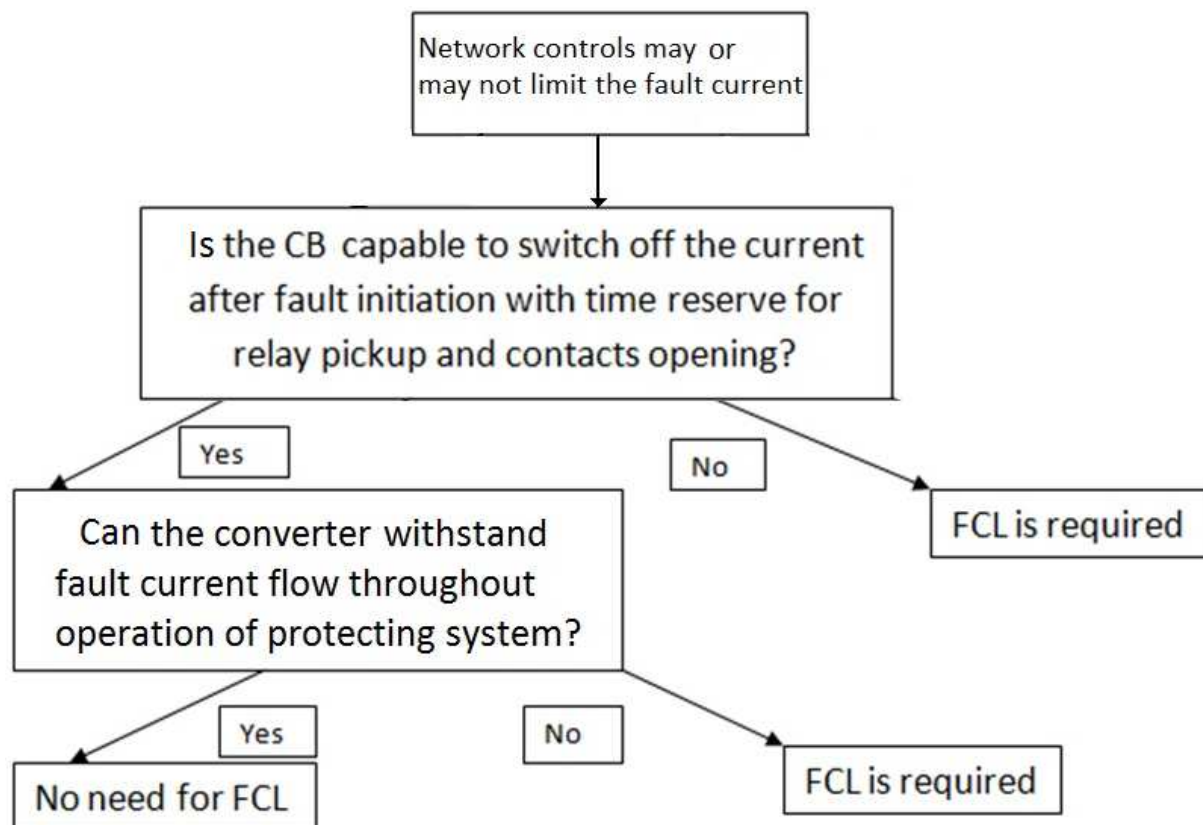 Network controls may or
may not limit the fault current
Is the CB capable to switch off the current
after fault initiation with time reserve for
relay pickup and contacts opening?
Yes
No
Can the converter withstand
fault current flow throughout
operation of protecting system?
FCL is required
Yes
No
No need for FCL
FCL is required